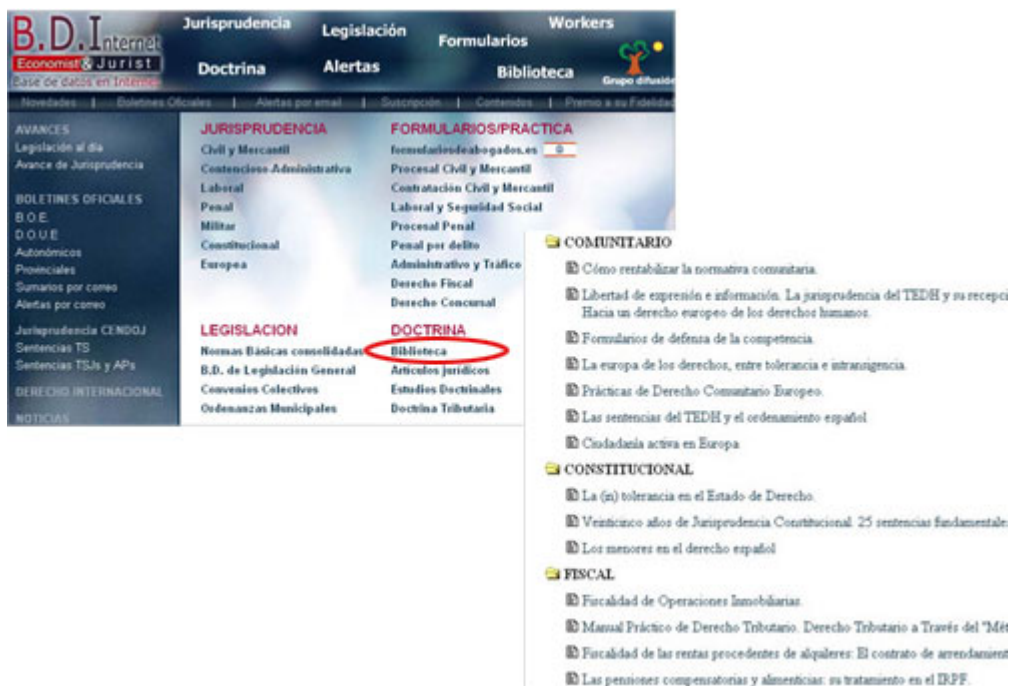 B.D.Internet
Economist & Jurist
Base de datos en Internet
Jurisprudencia
Legislación
Formularios
Workers
Doctrina
Alertas
Biblioteca
Grupo difusión
Novedades | Boletines Oficiales | Alertas por email | Suscripción | Contenidos | Premio a su Fidelidad
AVANCES
Legislación al día
Avance de Jurisprudencia
BOLETINES OFICIALES
B.O.E.
D.O.U.E
Autonómicos
Provinciales
Sumarios por correo
Alertas por correo
Jurisprudencia CENDOJ
Sentencias TS
Sentencias TSJs y APs
DERECHO INTERNACIONAL
NOTICIAS
JURISPRUDENCIA
Civil y Mercantil
Contencioso-Administrativa
Laboral
Penal
Militar
Constitucional
Europea
FORMULARIOS/PRACTICA
formulariosdeabogados.es
Procesal Civil y Mercantil
Contratación Civil y Mercantil
Laboral y Seguridad Social
Procesal Penal
Penal por delito
Administrativo y Tráfico
Derecho Fiscal
Derecho Concursal
LEGISLACION
Normas Básicas consolidadas
B.D. de Legislación General
Convenios Colectivos
Ordenanzas Municipales
DOCTRINA
Biblioteca
Artículos jurídicos
Estudios Doctrinales
Doctrina Tributaria
COMUNITARIO
Cómo rentabilizar la normativa comunitaria.
Libertad de expresión e información. La jurisprudencia del TEDH y su recepci
Hacia un derecho europeo de los derechos humanos.
Formularios de defensa de la competencia.
La europa de los derechos, entre tolerancia e intransigencia.
Prácticas de Derecho Comunitario Europeo.
Las sentencias del TEDH y el ordenamiento español
Ciudadanía activa en Europa
CONSTITUCIONAL
La (in) tolerancia en el Estado de Derecho.
Veinticinco años de Jurisprudencia Constitucional. 25 sentencias fundamentale
Los menores en el derecho español
FISCAL
Fiscalidad de Operaciones Inmobiliarias.
Manual Práctico de Derecho Tributario. Derecho Tributario a Través del "Mét
Fiscalidad de las rentas procedentes de alquileres: El contrato de arrendamient
Las pensiones compensatorias y alimenticias: su tratamiento en el IRPF.